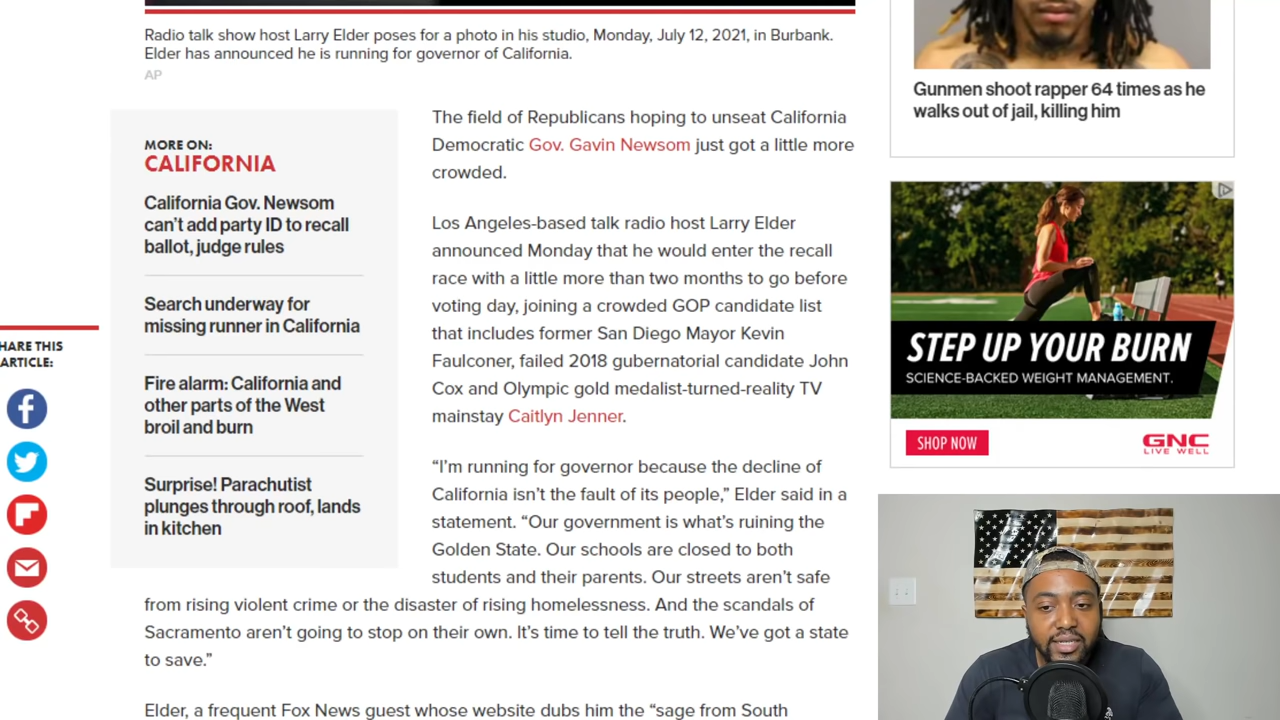 Radio talk show host Larry Elder poses for a photo in his studio, Monday, July 12, 2021, in Burbank.
Elder has announced he is running for governor of California.
AP
MORE ON:
CALIFORNIA
California Gov. Newsom
can’t add party ID to recall
ballot, judge rules
Search underway for
missing runner in California
Fire alarm: California and
other parts of the West
broil and burn
Surprise! Parachutist
plunges through roof, lands
in kitchen
HARE THIS
ARTICLE:
The field of Republicans hoping to unseat California
Democratic Gov. Gavin Newsom just got a little more
crowded.
Los Angeles-based talk radio host Larry Elder
announced Monday that he would enter the recall
race with a little more than two months to go before
voting day, joining a crowded GOP candidate list
that includes former San Diego Mayor Kevin
Faulconer, failed 2018 gubernatorial candidate John
Cox and Olympic gold medalist-turned-reality TV
mainstay Caitlyn Jenner.
“I’m running for governor because the decline of
California isn’t the fault of its people,” Elder said in a
statement. “Our government is what’s ruining the
Golden State. Our schools are closed to both
students and their parents. Our streets aren’t safe
from rising violent crime or the disaster of rising homelessness. And the scandals of
Sacramento aren’t going to stop on their own. It’s time to tell the truth. We’ve got a state
to save.”
Elder, a frequent Fox News guest whose website dubs him the “sage from South
Gunmen shoot rapper 64 times as he
walks out of jail, killing him
STEP UP YOUR BURN
SCIENCE-BACKED WEIGHT MANAGEMENT.
SHOP NOW
GNC
LIVE WELL